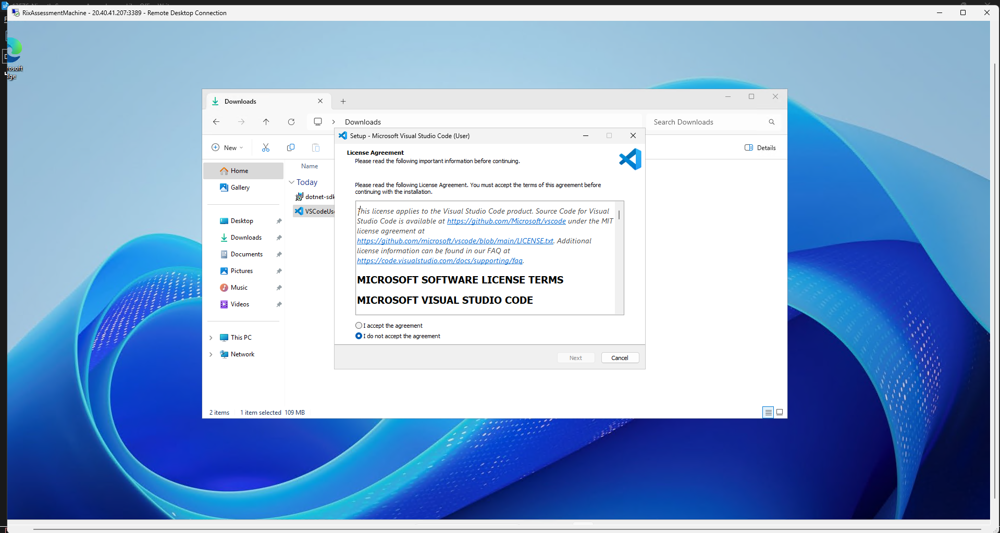 RixAssessmentMachine - 20.40.41.207:3389 - Remote Desktop Connection
rosoft
dge
Downloads
Downloads
Search Downloads
New
Details
Home
Gallery
Desktop
Downloads
Documents
Pictures
Music
Videos
This PC
Network
Name
Today
dotnet-sdk
VSCodeUse
2 items
1 item selected 109 MB
Setup - Microsoft Visual Studio Code (User)
License Agreement
Please read the following important information before continuing.
Please read the following License Agreement. You must accept the terms of this agreement before
continuing with the installation.
This license applies to the Visual Studio Code product. Source Code for Visual
Studio Code is available at https://github.com/Microsoft/vscode under the MIT
license agreement at
https://github.com/microsoft/vscode/blob/main/LICENSE.txt. Additional
license information can be found in our FAQ at
https://code.visualstudio.com/docs/supporting/faq.
MICROSOFT SOFTWARE LICENSE TERMS
MICROSOFT VISUAL STUDIO CODE
I accept the agreement
I do not accept the agreement
Next
Cancel